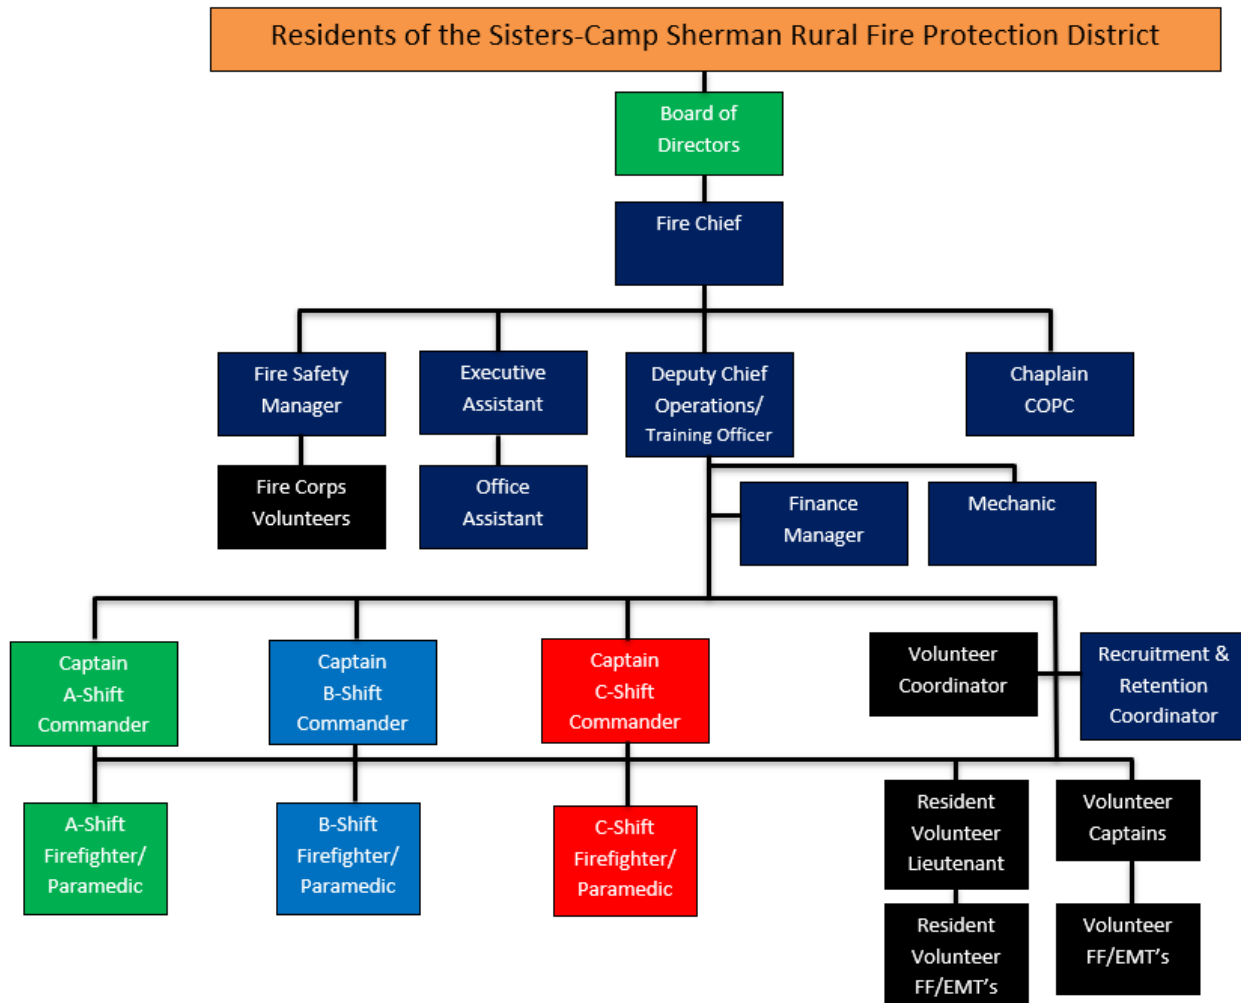 Residents of the Sisters-Camp Sherman Rural Fire Protection District
Board of
Directors
Fire Chief
Fire Safety
Manager
Executive
Assistant
Deputy Chief
Operations/
Training Officer
Chaplain
COPC
Fire Corps
Volunteers
Office
Assistant
Finance
Manager
Mechanic
Captain
A-Shift
Commander
Captain
B-Shift
Commander
Captain
C-Shift
Commander
Volunteer
Coordinator
Recruitment &
Retention
Coordinator
A-Shift
Firefighter/
Paramedic
B-Shift
Firefighter/
Paramedic
C-Shift
Firefighter/
Paramedic
Resident
Volunteer
Lieutenant
Volunteer
Captains
Resident
Volunteer
FF/EMT's
Volunteer
FF/EMT's